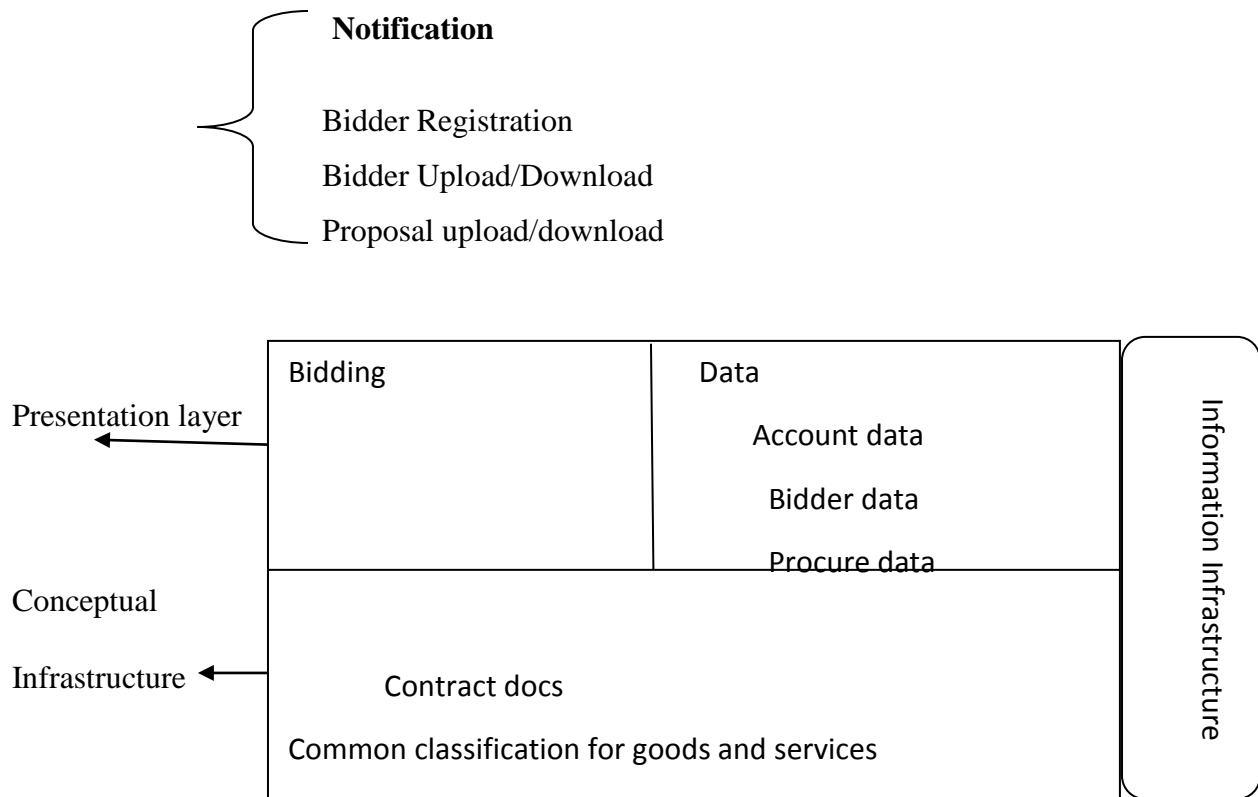 Notification
Bidder Registration
Bidder Upload/Download
Proposal upload/download
Bidding
Data
Presentation layer
Account data
Bidder data
Procure data
Conceptual
Infrastructure
Contract docs
Common classification for goods and services
Information Infrastructure